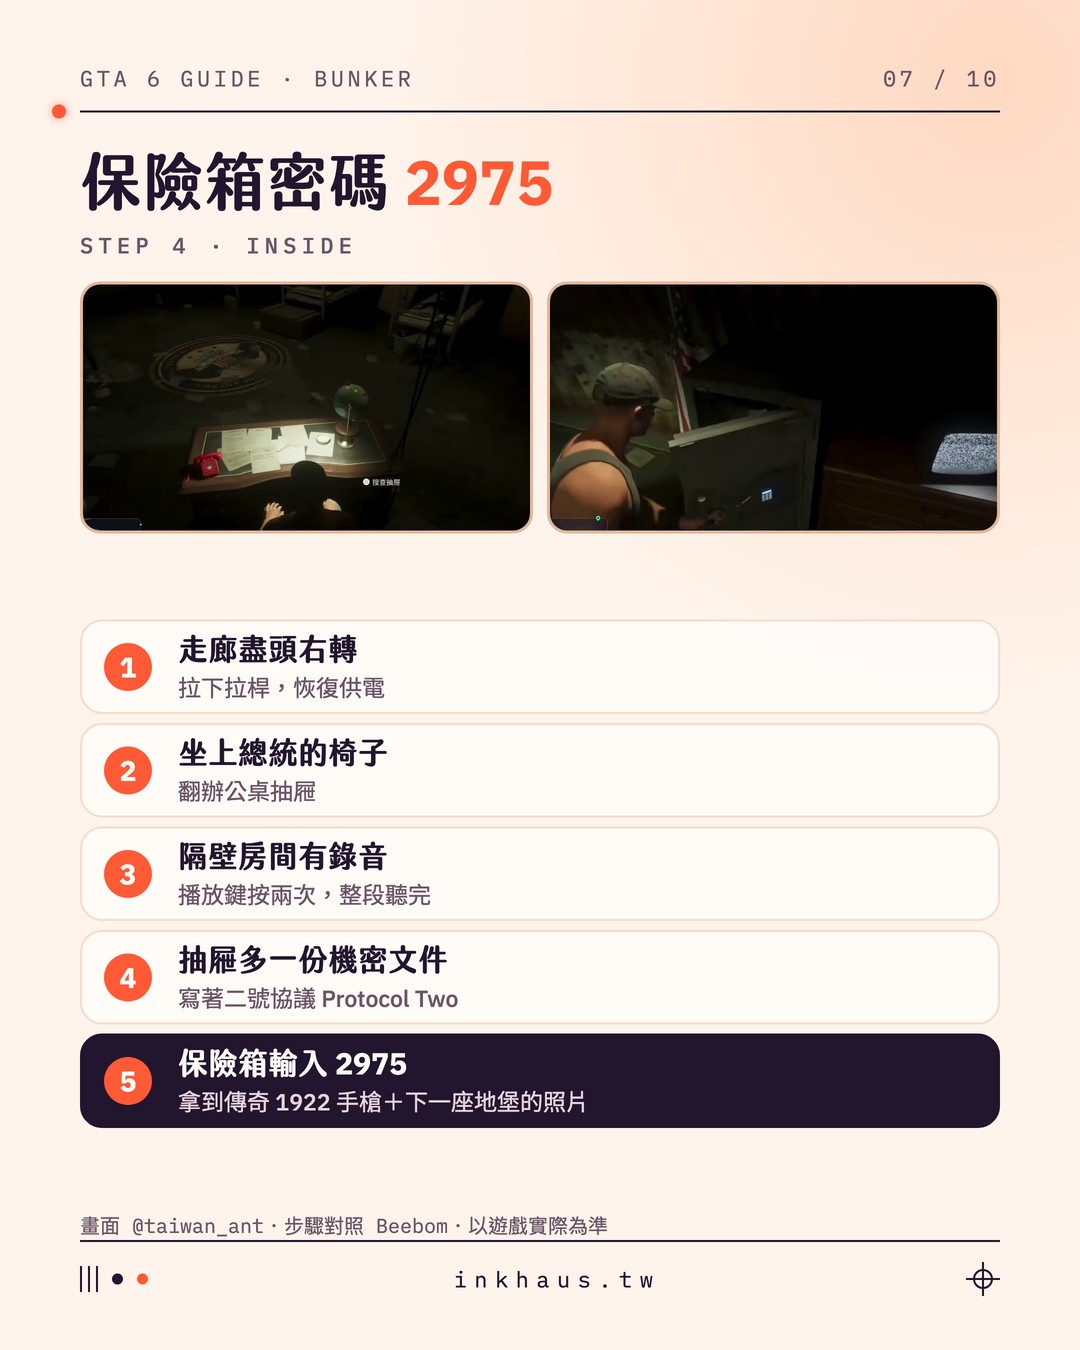 GTA 6 GUIDE · BUNKER
07 / 10
保險箱密碼 2975
STEP 4 · INSIDE
搜查抽屜
1
走廊盡頭右轉
拉下拉桿，恢復供電
2
坐上總統的椅子
翻辦公桌抽屜
3
隔壁房間有錄音
播放鍵按兩次，整段聽完
4
抽屜多一份機密文件
寫著二號協議 Protocol Two
5
保險箱輸入 2975
拿到傳奇 1922 手槍＋下一座地堡的照片
畫面 @taiwan_ant · 步驟對照 Beebom · 以遊戲實際為準
inkhaus.tw